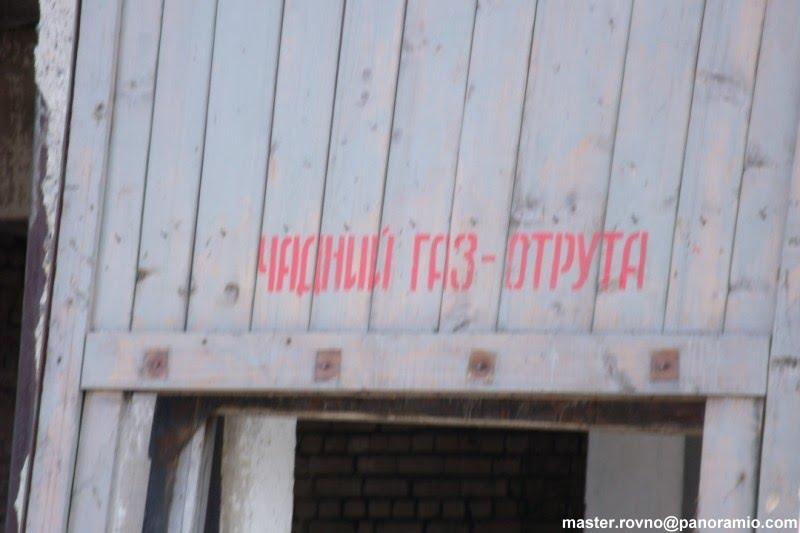 ЧАДНИЙ ГАЗ- ОТРУТА
master.rovno@panoramio.com